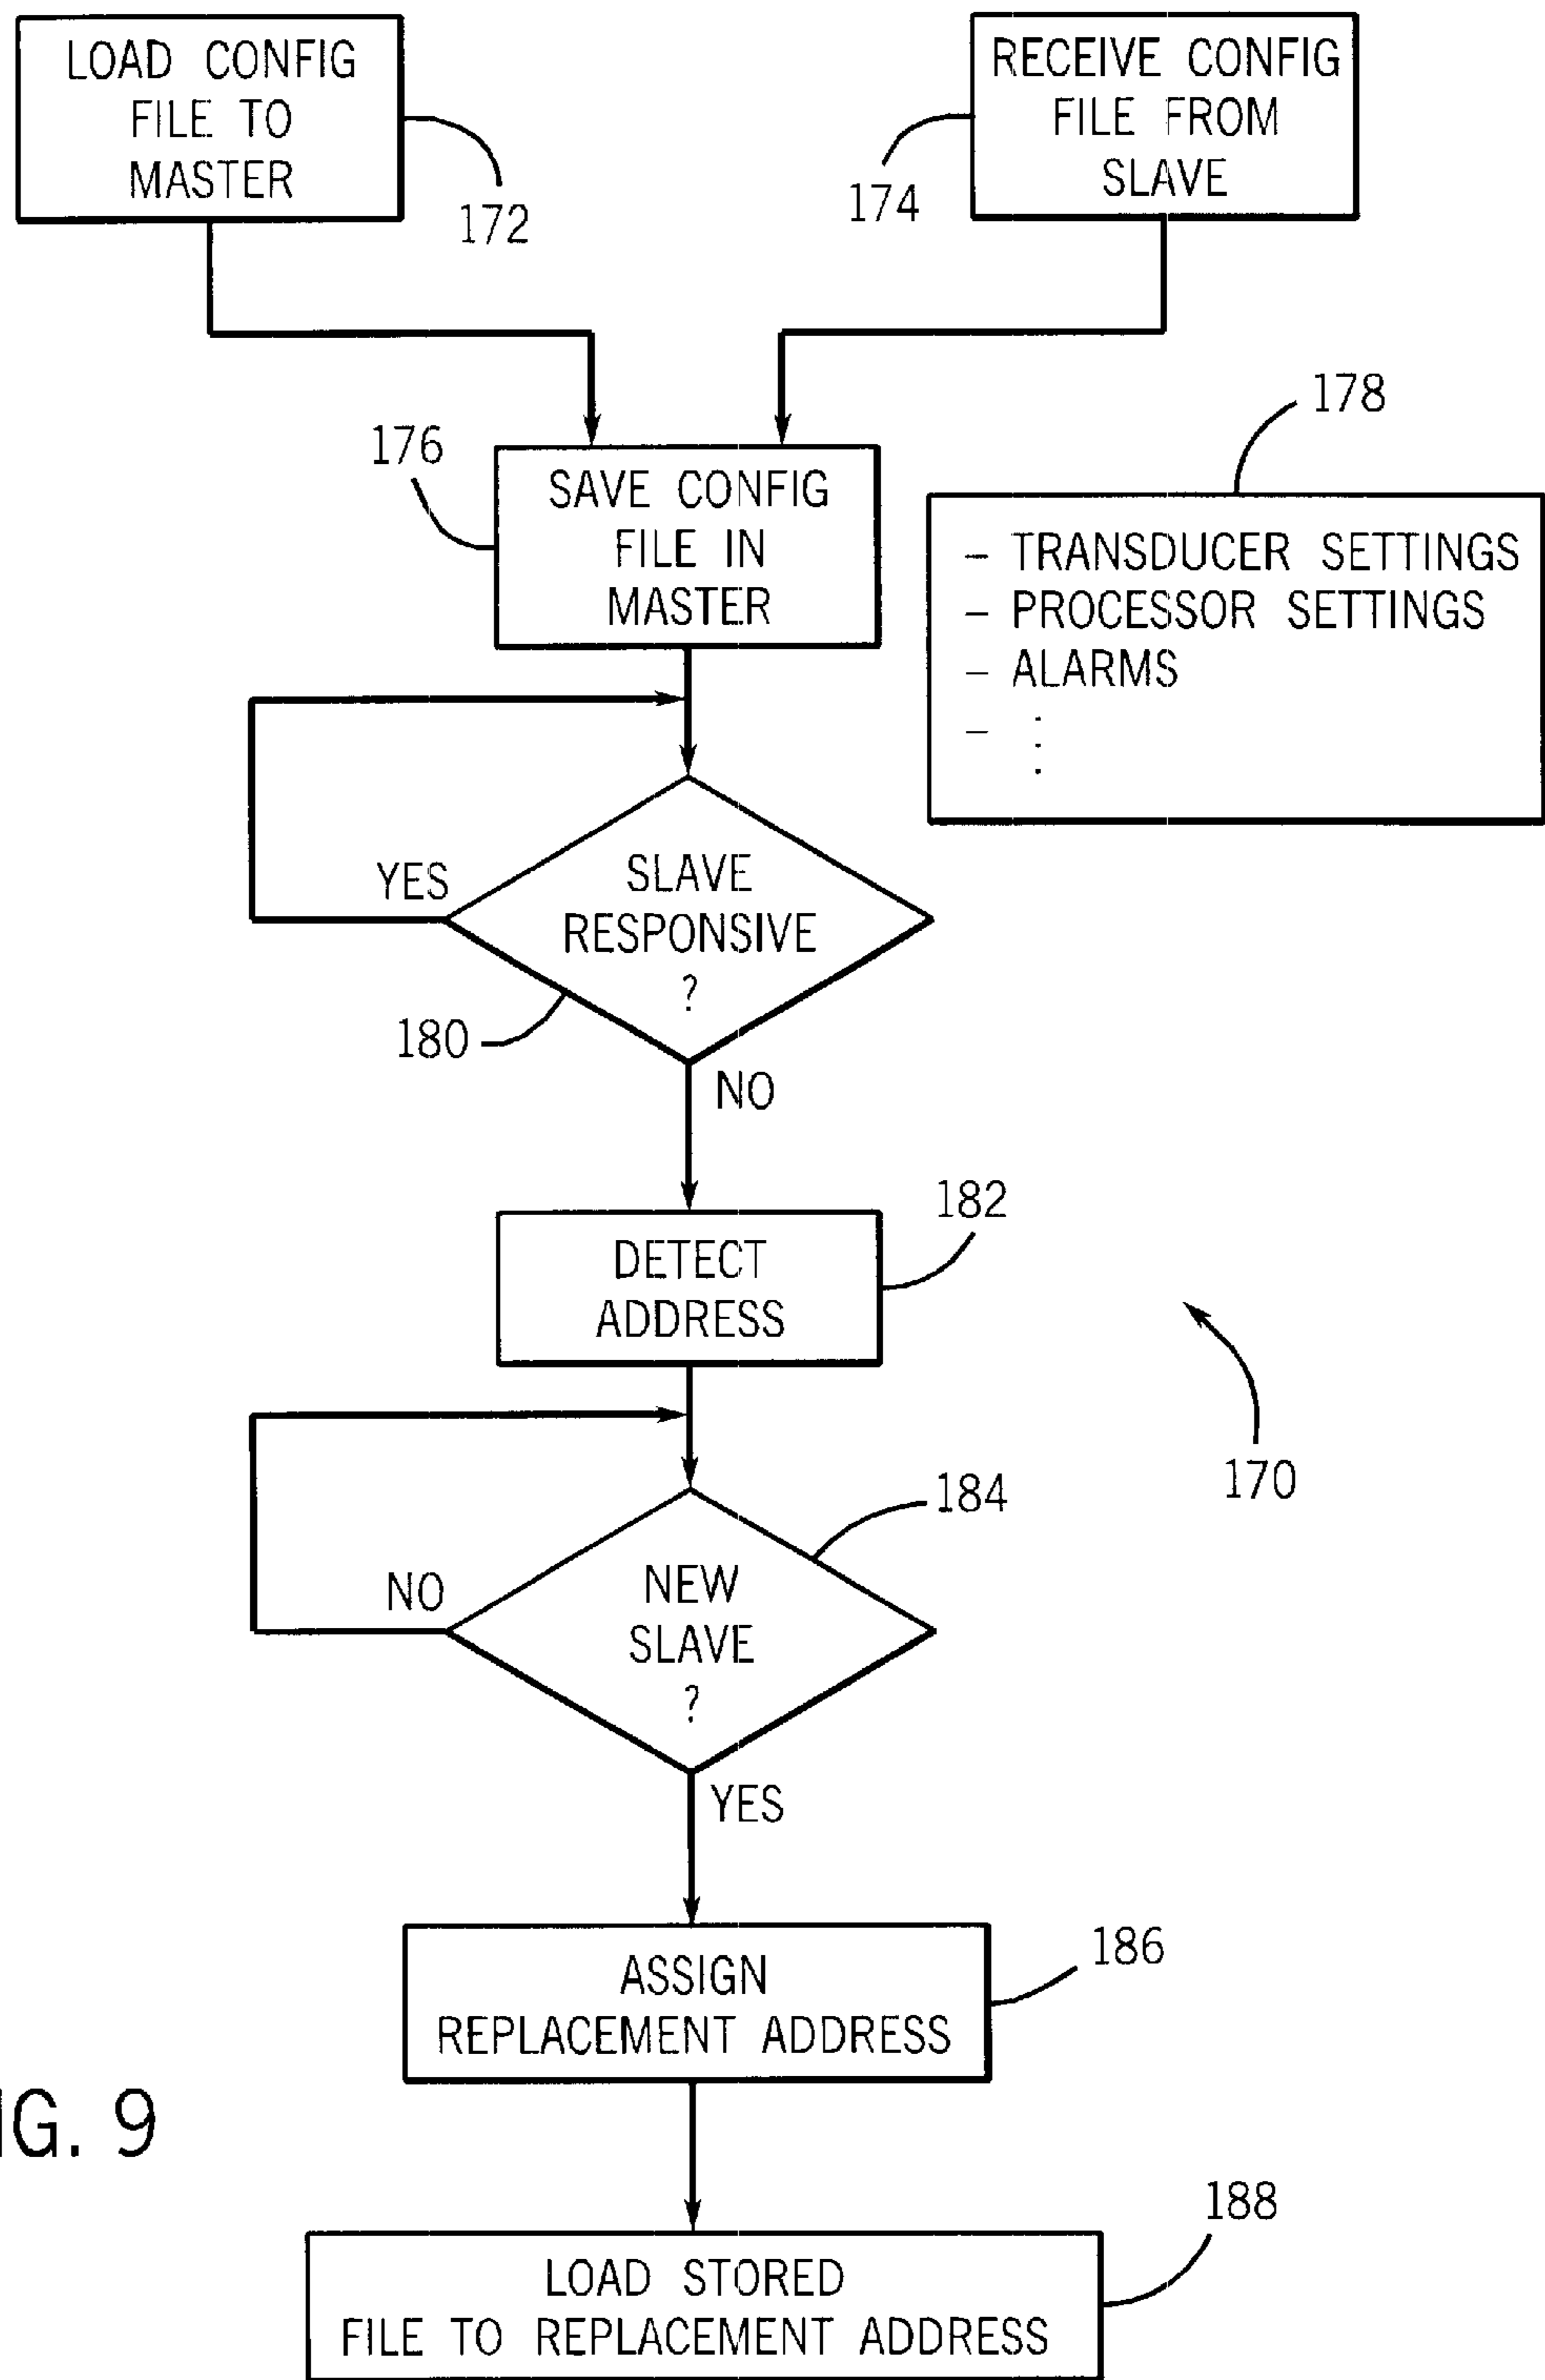 LOAD CONFIG
FILE TO
MASTER
172
RECEIVE CONFIG
FILE FROM
SLAVE
174
176
SAVE CONFIG
FILE IN
MASTER
178
– TRANSDUCER SETTINGS
– PROCESSOR SETTINGS
– ALARMS
– ⋮
YES
SLAVE
RESPONSIVE
?
180
NO
182
DETECT
ADDRESS
170
184
NO
NEW
SLAVE
?
YES
186
ASSIGN
REPLACEMENT ADDRESS
IG. 9
188
LOAD STORED
FILE TO REPLACEMENT ADDRESS